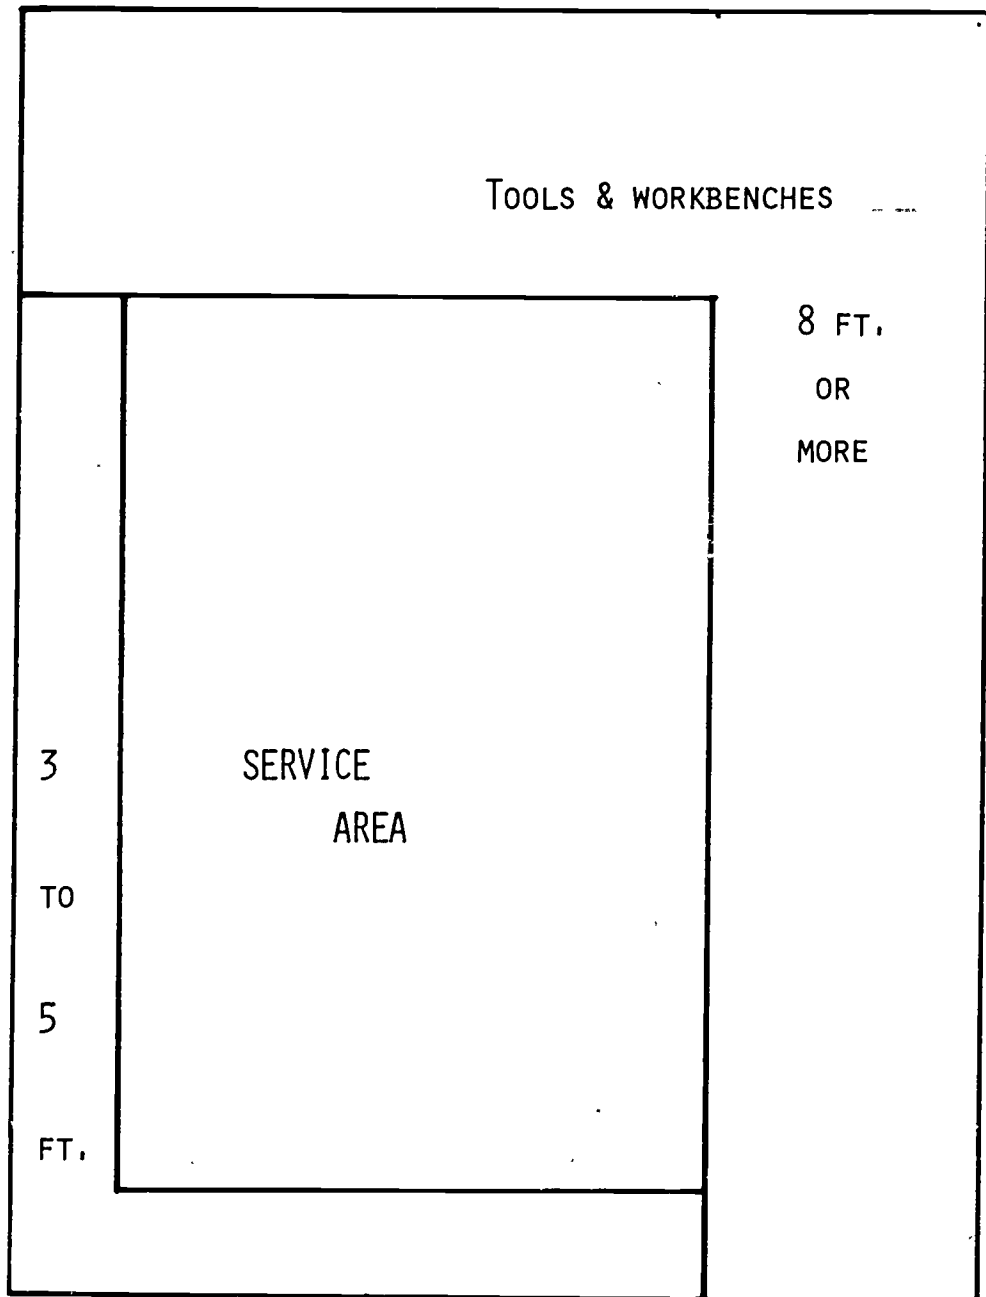 TOOLS & WORKBENCHES
8 FT.
OR
MORE
3
TO
5
FT.
SERVICE
AREA